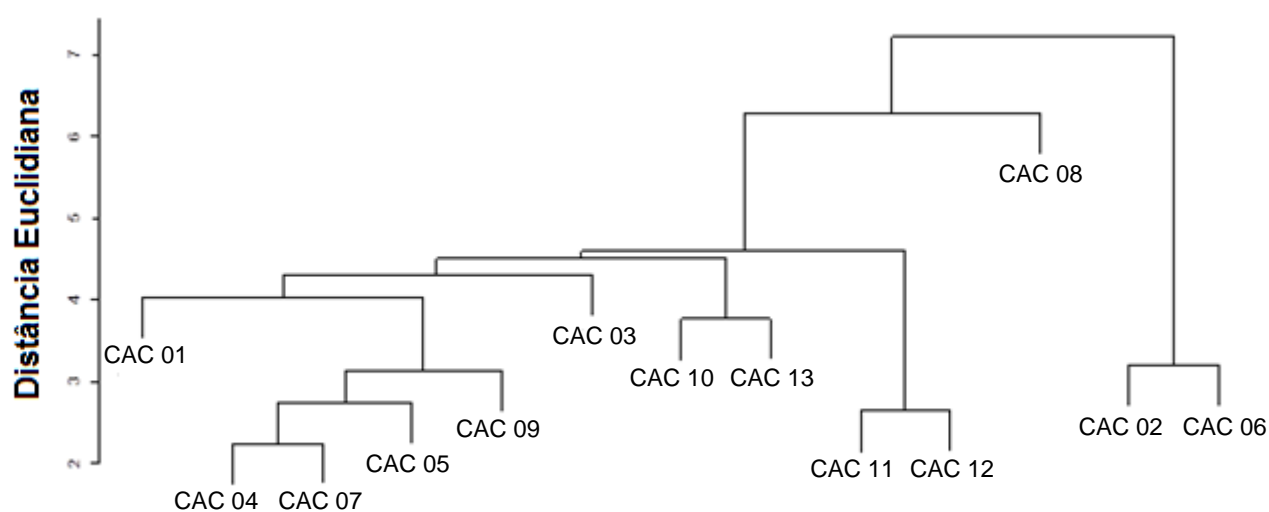 Distância Euclidiana
7
6
5
4
3
2
CAC 08
CAC 03
CAC 01
CAC 10 CAC 13
CAC 02 CAC 06
CAC 09
CAC 05
CAC 11 CAC 12
CAC 04 CAC 07